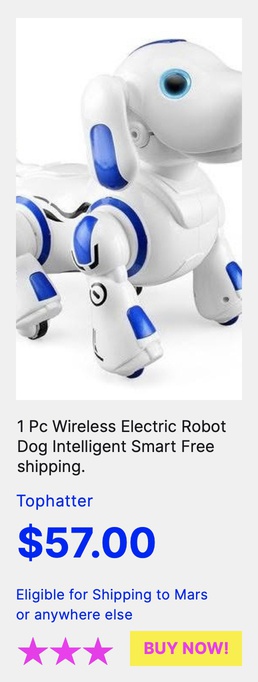 1 Pc Wireless Electric Robot
Dog Intelligent Smart Free
shipping.
Tophatter
$57.00
Eligible for Shipping to Mars
or anywhere else
BUY NOW!